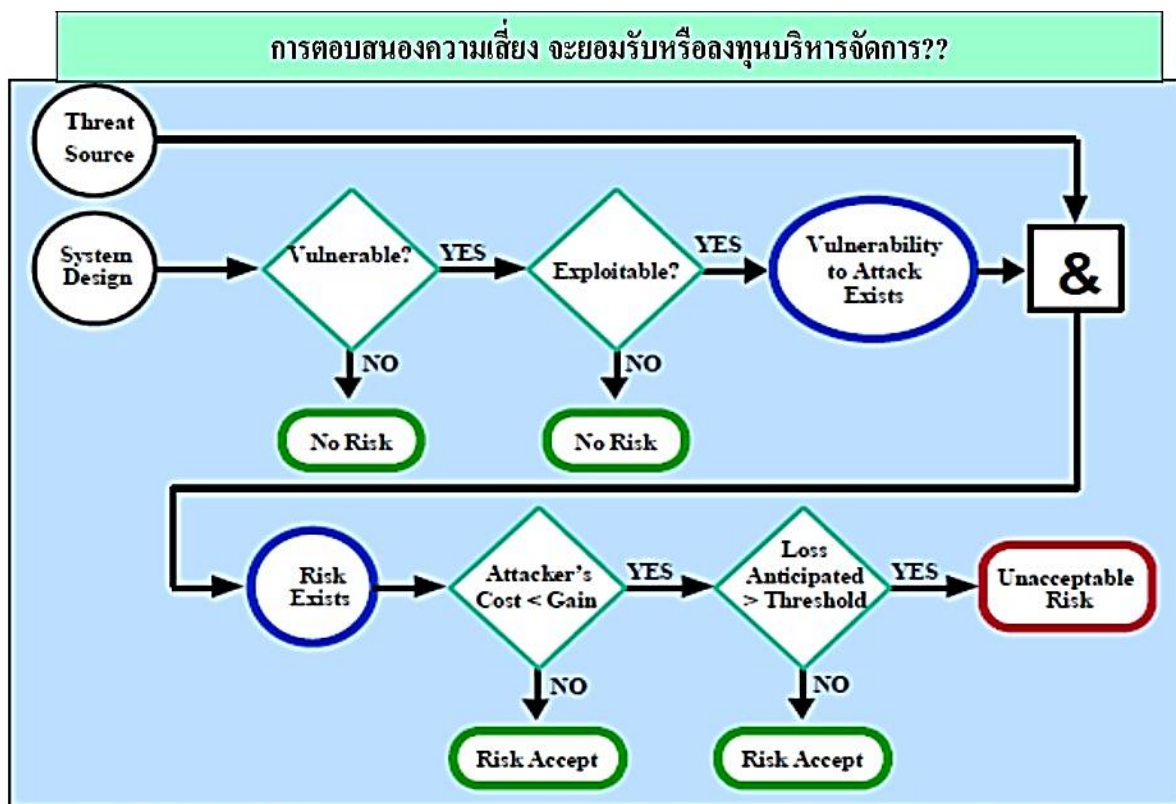 การตอบสนองความเสี่ยง จะยอมรับหรือลงทุนบริหารจัดการ??
Threat
Source
System
Design
Vulnerable?
YES
Exploitable?
YES
Vulnerability
to Attack
Exists
&
NO
NO
No Risk
No Risk
Risk
Exists
Attacker's
Cost < Gain
YES
Loss
Anticipated
> Threshold
YES
Unacceptable
Risk
NO
NO
Risk Accept
Risk Accept